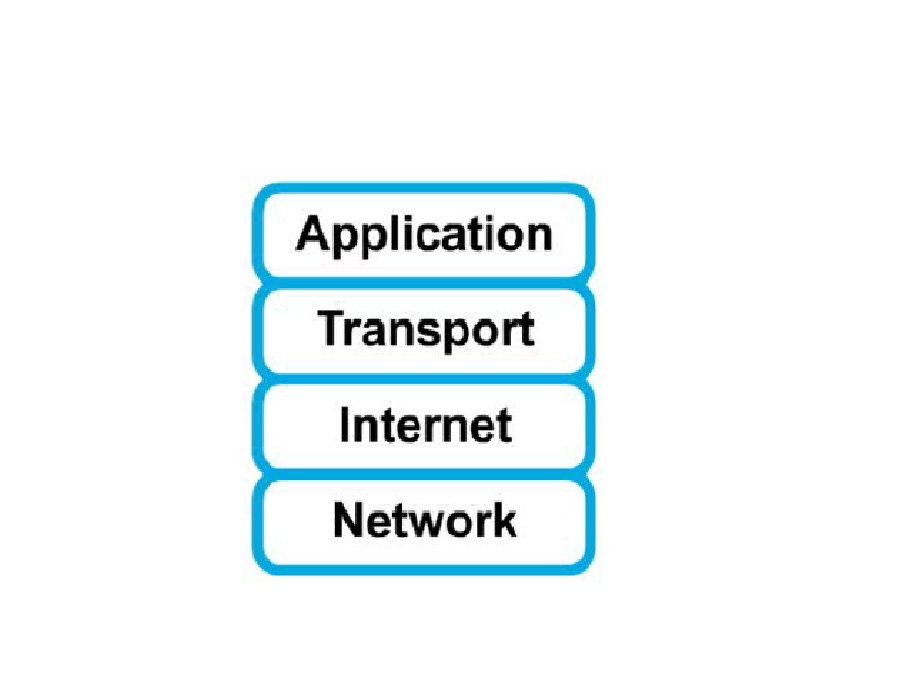 Application
Transport
Internet
Network